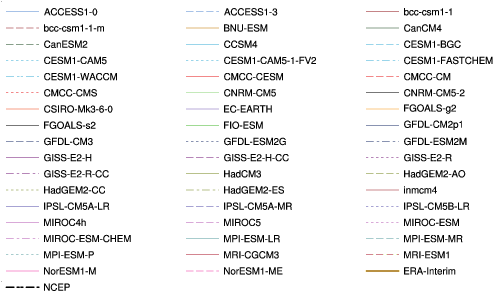 ACCESS1-0 ACCESS1-3 bcc-csm1-1
bcc-csm1-1-m BNU-ESM CanCM4
CanESM2 CCSM4 CESM1-BGC
CESM1-CAM5 CESM1-CAM5-1-FV2 CESM1-FASTCHEM
CESM1-WACCM CMCC-CESM CMCC-CM
CMCC-CMS CNRM-CM5 CNRM-CM5-2
CSIRO-Mk3-6-0 EC-EARTH FGOALS-g2
FGOALS-s2 FIO-ESM GFDL-CM2p1
GFDL-CM3 GFDL-ESM2G GFDL-ESM2M
GISS-E2-H GISS-E2-H-CC GISS-E2-R
GISS-E2-R-CC HadCM3 HadGEM2-AO
HadGEM2-CC HadGEM2-ES inmcm4
IPSL-CM5A-LR IPSL-CM5A-MR IPSL-CM5B-LR
MIROC4h MIROC5 MIROC-ESM
MIROC-ESM-CHEM MPI-ESM-LR MPI-ESM-MR
MPI-ESM-P MRI-CGCM3 MRI-ESM1
NorESM1-M NorESM1-ME ERA-Interim
NCEP